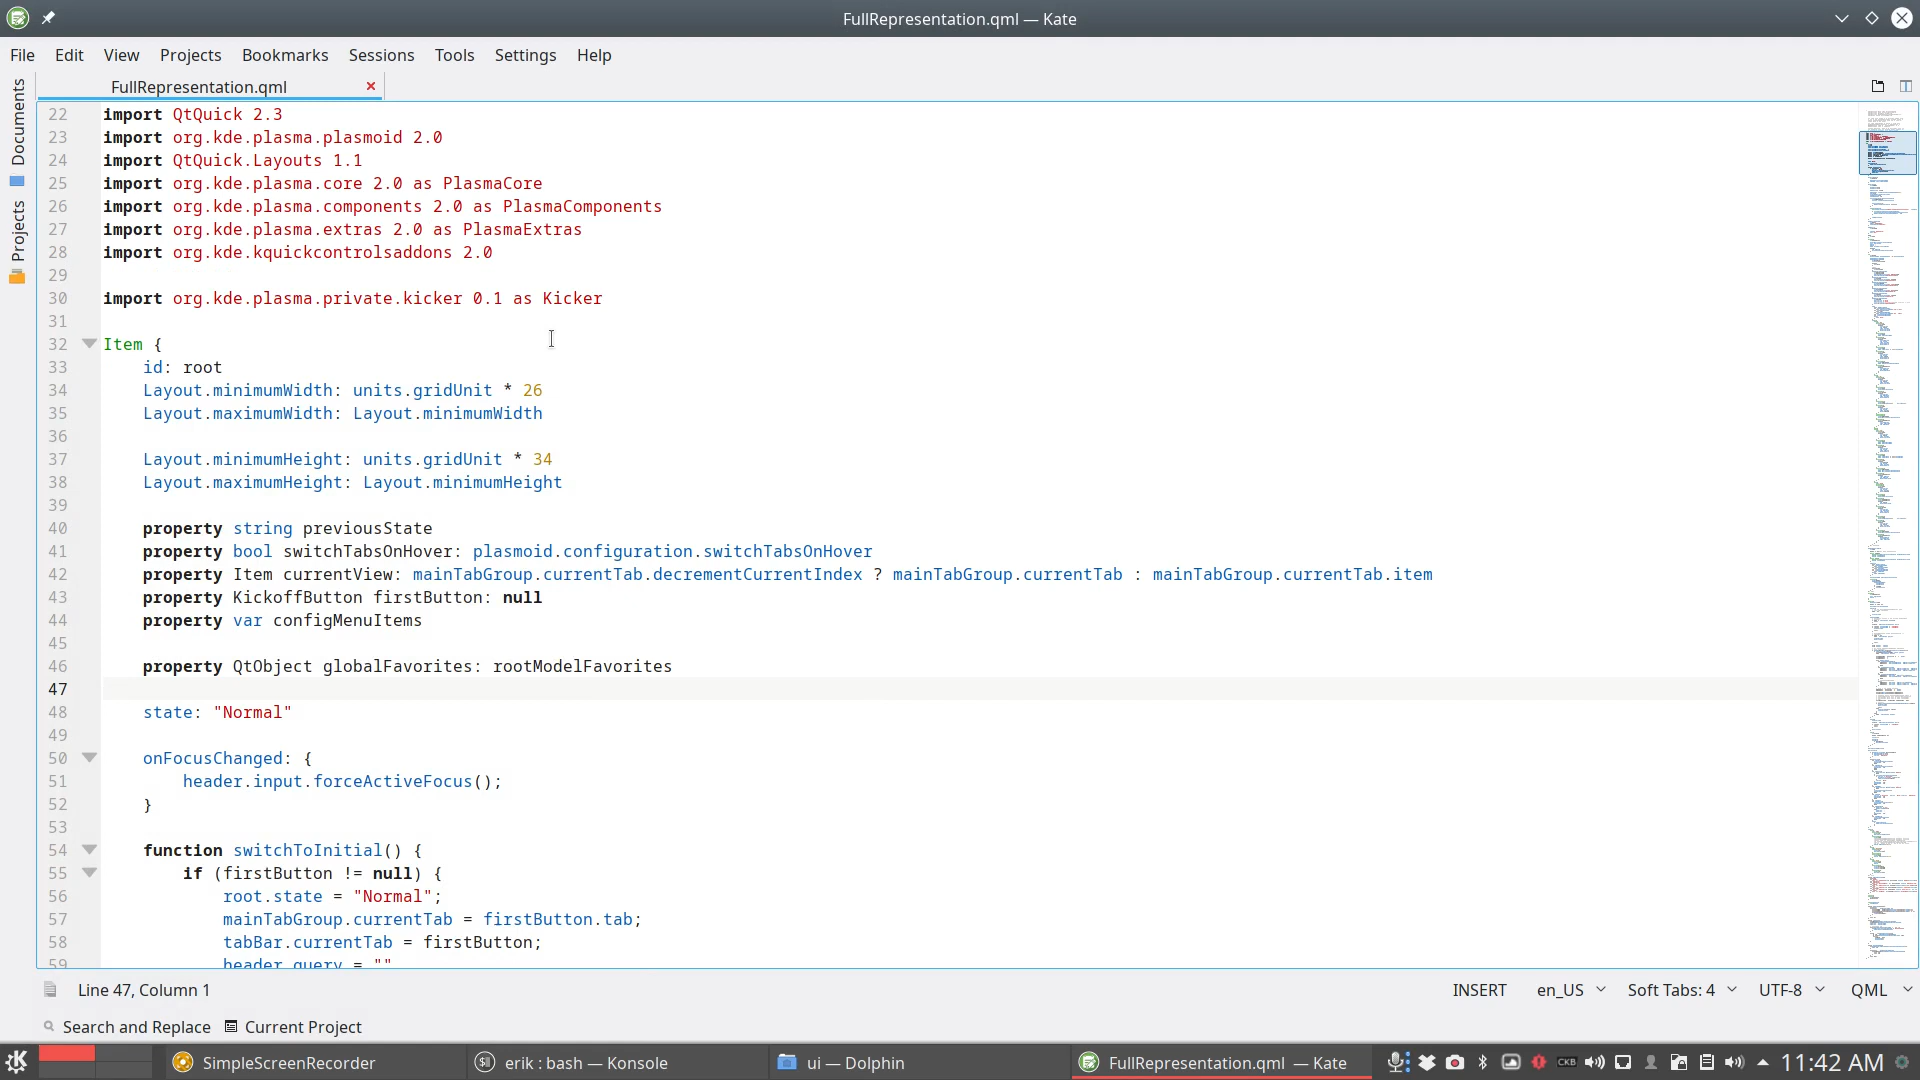 FullRepresentation.qml — Kate
File Edit View Projects Bookmarks Sessions Tools Settings Help
FullRepresentation.qml
Documents
Projects
22 import QtQuick 2.3
23 import org.kde.plasma.plasmoid 2.0
24 import QtQuick.Layouts 1.1
25 import org.kde.plasma.core 2.0 as PlasmaCore
26 import org.kde.plasma.components 2.0 as PlasmaComponents
27 import org.kde.plasma.extras 2.0 as PlasmaExtras
28 import org.kde.kquickcontrolsaddons 2.0
29
30 import org.kde.plasma.private.kicker 0.1 as Kicker
31
32 Item {
33 id: root
34 Layout.minimumWidth: units.gridUnit * 26
35 Layout.maximumWidth: Layout.minimumWidth
36
37 Layout.minimumHeight: units.gridUnit * 34
38 Layout.maximumHeight: Layout.minimumHeight
39
40 property string previousState
41 property bool switchTabsOnHover: plasmoid.configuration.switchTabsOnHover
42 property Item currentView: mainTabGroup.currentTab.decrementCurrentIndex ? mainTabGroup.currentTab : mainTabGroup.currentTab.item
43 property KickoffButton firstButton: null
44 property var configMenuItems
45
46 property QtObject globalFavorites: rootModelFavorites
47
48 state: "Normal"
49
50 onFocusChanged: {
51 header.input.forceActiveFocus();
52 }
53
54 function switchToInitial() {
55 if (firstButton != null) {
56 root.state = "Normal";
57 mainTabGroup.currentTab = firstButton.tab;
58 tabBar.currentTab = firstButton;
59 header.query = ""
Line 47, Column 1 INSERT en_US Soft Tabs: 4 UTF-8 QML
Search and Replace Current Project
SimpleScreenRecorder erik : bash — Konsole ui — Dolphin FullRepresentation.qml — Kate CKB 11:42 AM